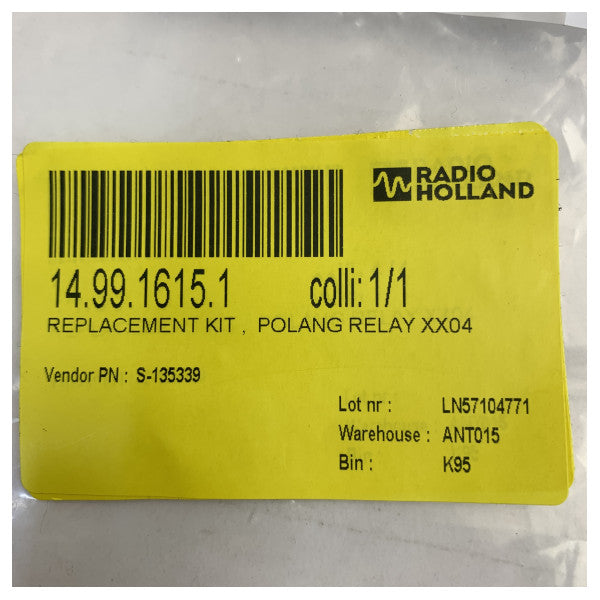 RADIO
HOLLAND
14.99.1615.1 colli: 1/1
REPLACEMENT KIT , POLANG RELAY XX04
Vendor PN : S-135339
Lot nr : LN57104771
Warehouse : ANT015
Bin : K95